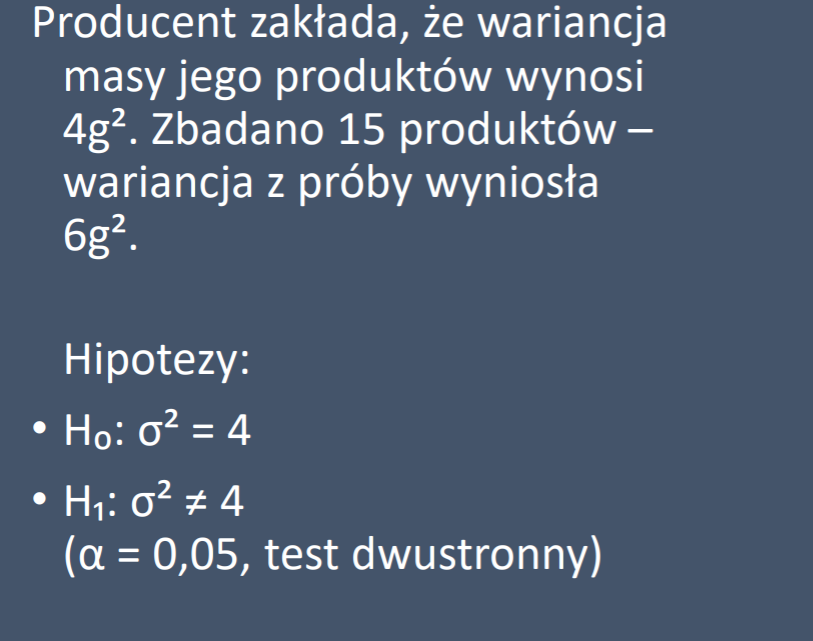 Producent zakłada, że wariancja
masy jego produktów wynosi
4g². Zbadano 15 produktów –
wariancja z próby wyniosła
6g².
Hipotezy:
• H₀: σ² = 4
• H₁: σ² ≠ 4
(α = 0,05, test dwustronny)